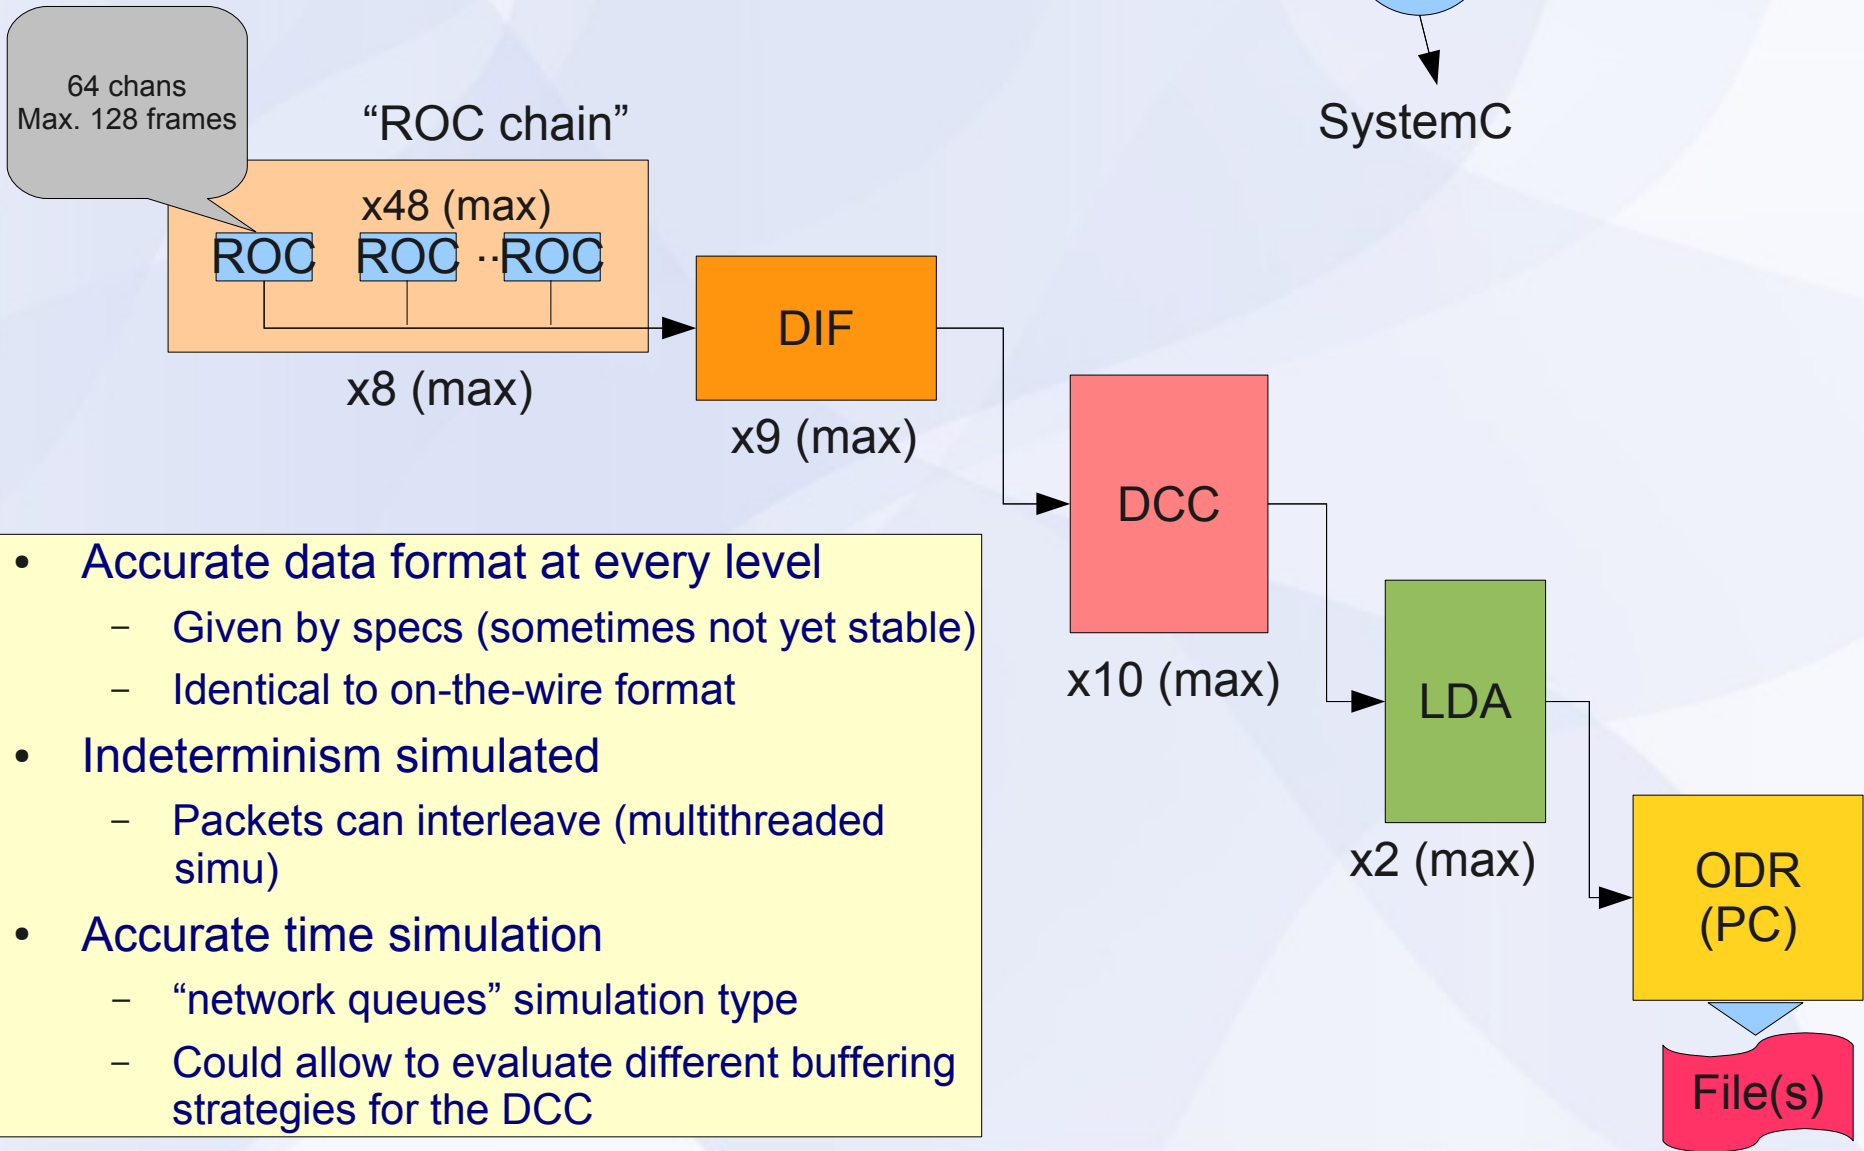 64 chans
Max. 128 frames
“ROC chain”
SystemC
x48 (max)
ROC ROC ..ROC
x8 (max)
DIF
x9 (max)
DCC
x10 (max)
LDA
x2 (max)
ODR
(PC)
File(s)
• Accurate data format at every level
– Given by specs (sometimes not yet stable)
– Identical to on-the-wire format
• Indeterminism simulated
– Packets can interleave (multithreaded
simu)
• Accurate time simulation
– “network queues” simulation type
– Could allow to evaluate different buffering
strategies for the DCC